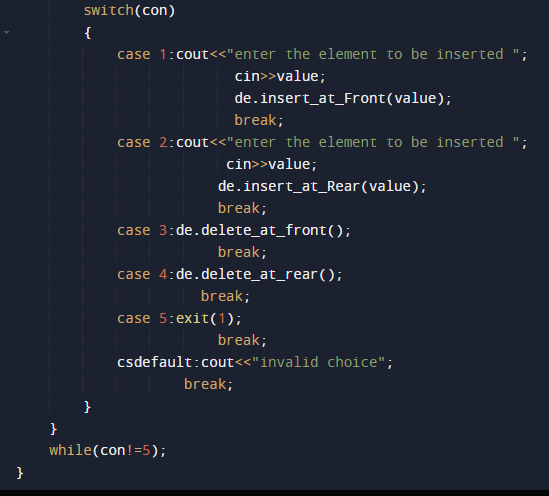 switch(con)
{
case 1:cout<<"enter the element to be inserted ";
cin>>value;
de.insert_at_Front(value);
break;
case 2:cout<<"enter the element to be inserted ";
cin>>value;
de.insert_at_Rear(value);
break;
case 3:de.delete_at_front();
break;
case 4:de.delete_at_rear();
break;
case 5:exit(1);
break;
csdefault:cout<<"invalid choice";
break;
}
}
while(con!=5);
}